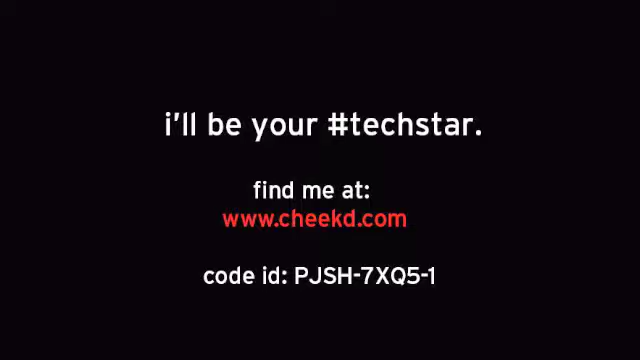 i'll be your #techstar.
find me at:
www.cheekd.com
code id: PJSH-7XQ5-1